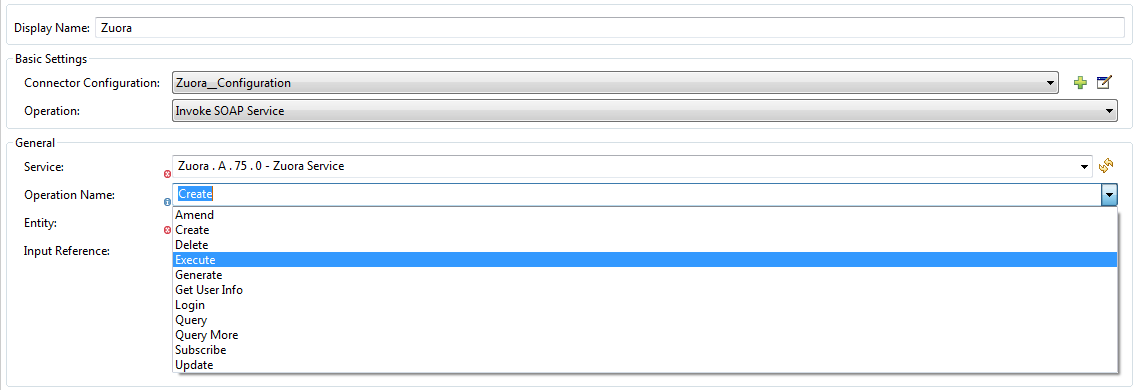 Display Name: Zuora
Basic Settings
Connector Configuration: Zuora__Configuration
Operation: Invoke SOAP Service
General
Service: Zuora . A . 75 . 0 - Zuora Service
Operation Name: Create
Amend
Entity:
Create
Delete
Input Reference:
Execute
Generate
Get User Info
Login
Query
Query More
Subscribe
Update